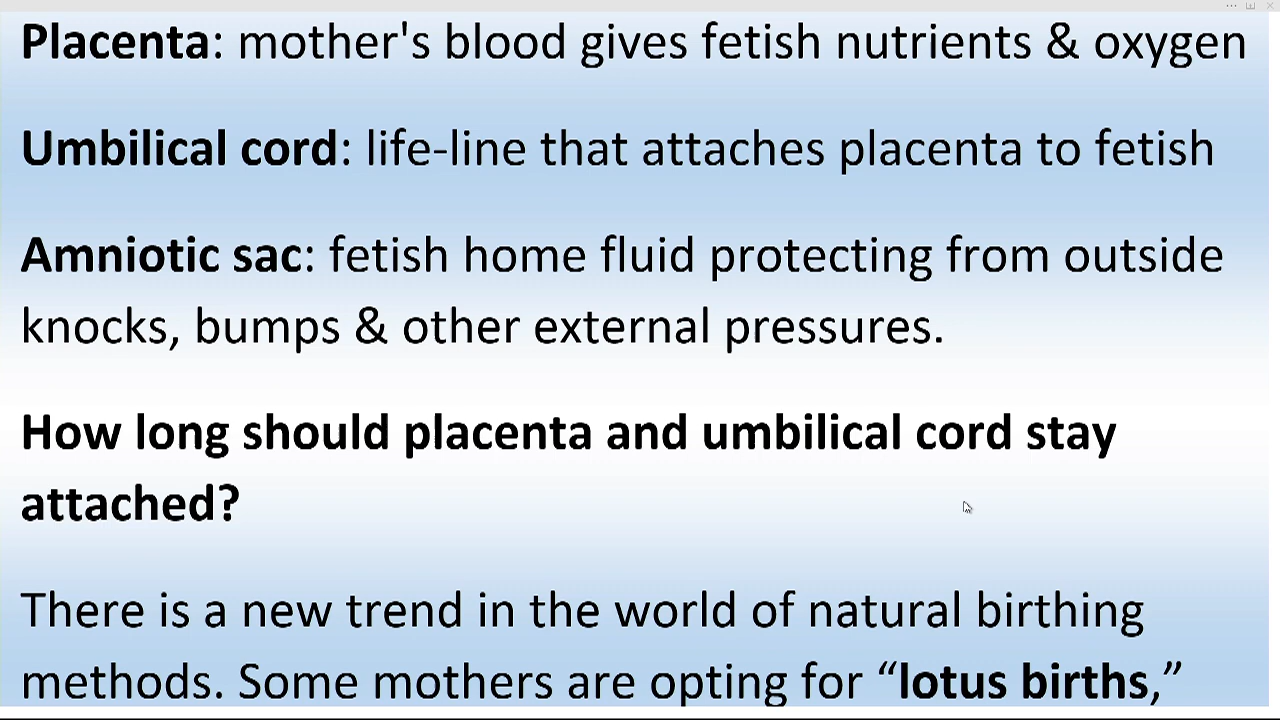 Placenta: mother's blood gives fetish nutrients & oxygen
Umbilical cord: life-line that attaches placenta to fetish
Amniotic sac: fetish home fluid protecting from outside
knocks, bumps & other external pressures.
How long should placenta and umbilical cord stay
attached?
There is a new trend in the world of natural birthing
methods. Some mothers are opting for “lotus births,”